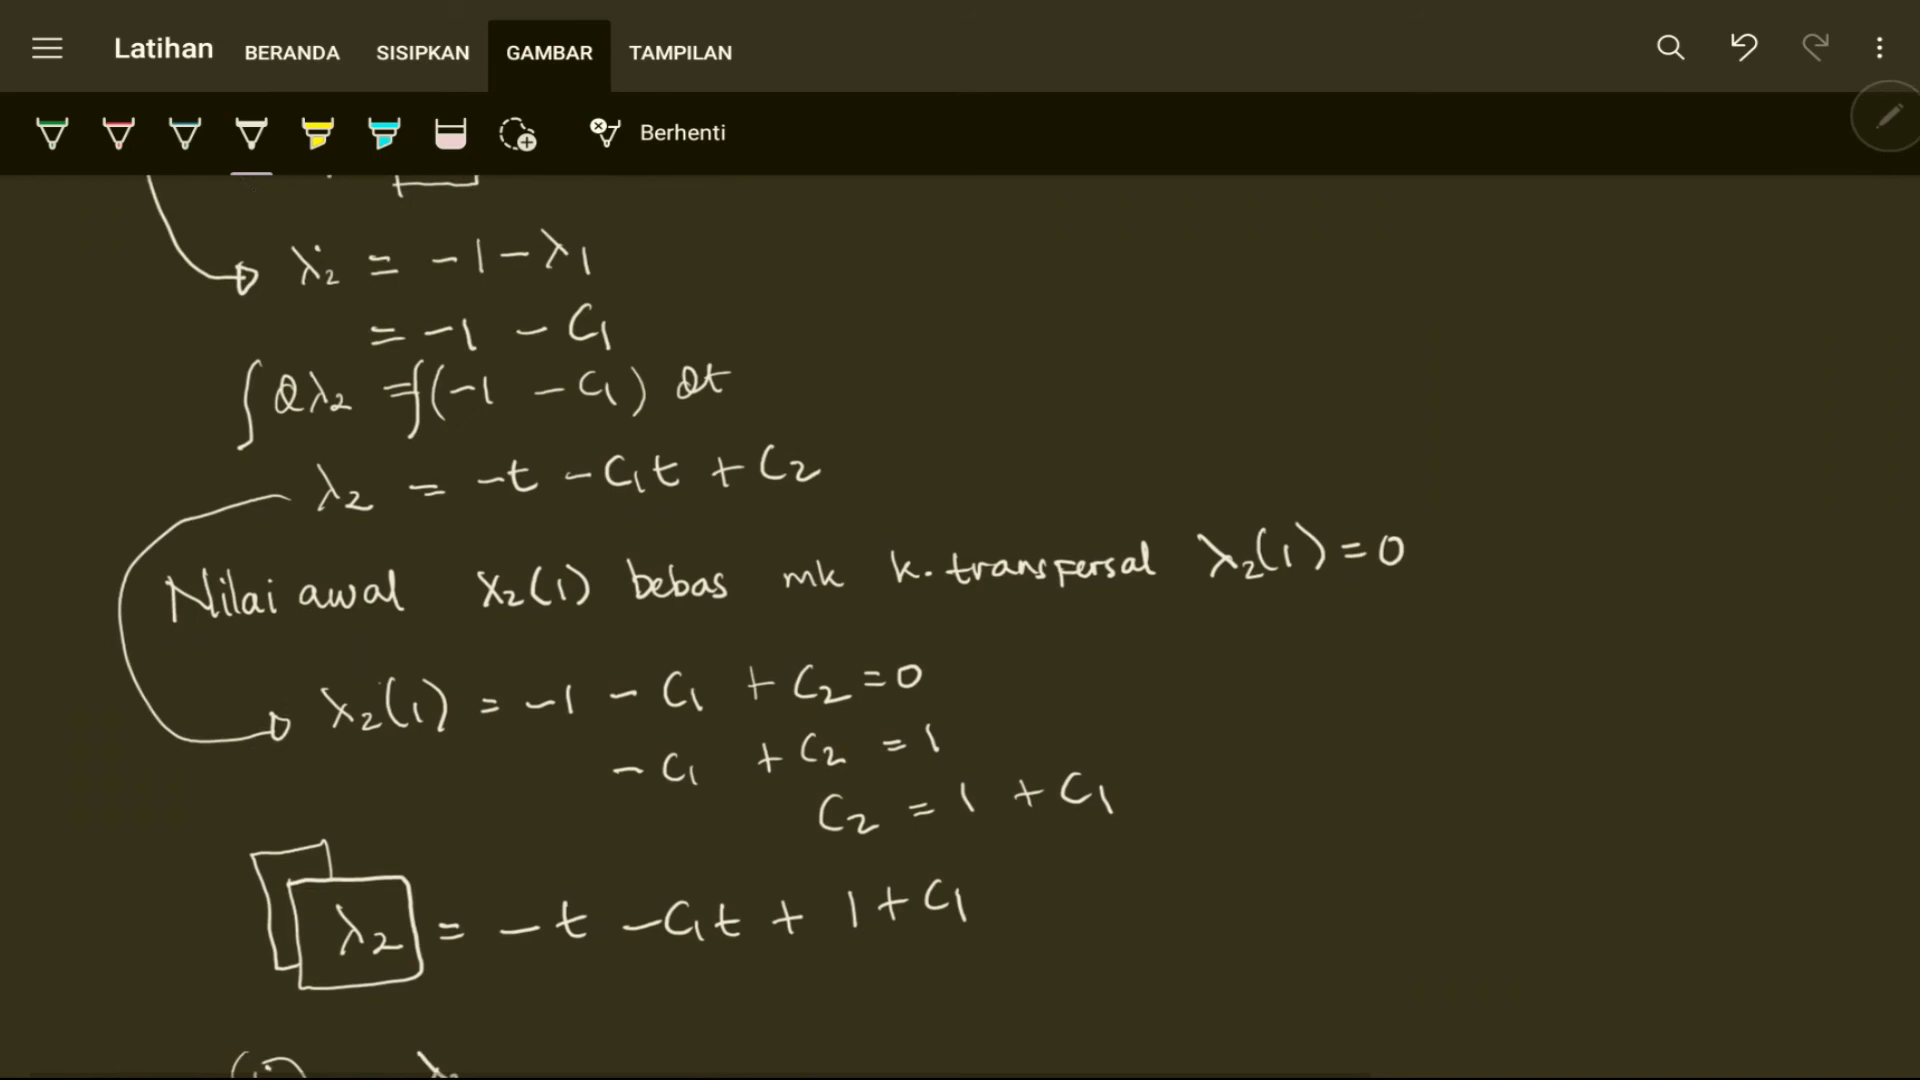 Latihan BERANDA SISIPKAN GAMBAR TAMPILAN
Berhenti
λ̇₂ = -1 - λ₁
= -1 - C₁
∫ ∂λ₂ = ∫(-1 - C₁) ∂t
λ₂ = -t - C₁t + C₂
Nilai awal x₂(1) bebas mk k. transpersal λ₂(1) = 0
λ₂(1) = -1 - C₁ + C₂ = 0
- C₁ + C₂ = 1
C₂ = 1 + C₁
λ₂ = -t - C₁t + 1 + C₁